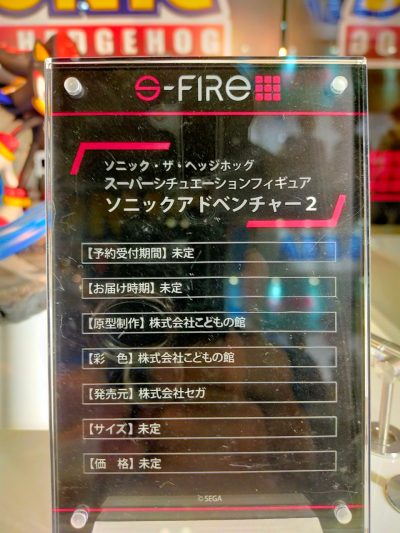 HEDGEHOG
S-FIRE
ソニック・ザ・ヘッジホッグ
スーパーシチュエーションフィギュア
ソニックアドベンチャー2
【予約受付期間】未定
【お届け時期】未定
【原型制作】株式会社こどもの館
【彩　色】株式会社こどもの館
【発売元】株式会社セガ
【サイズ】未定
【価　格】未定
©SEGA